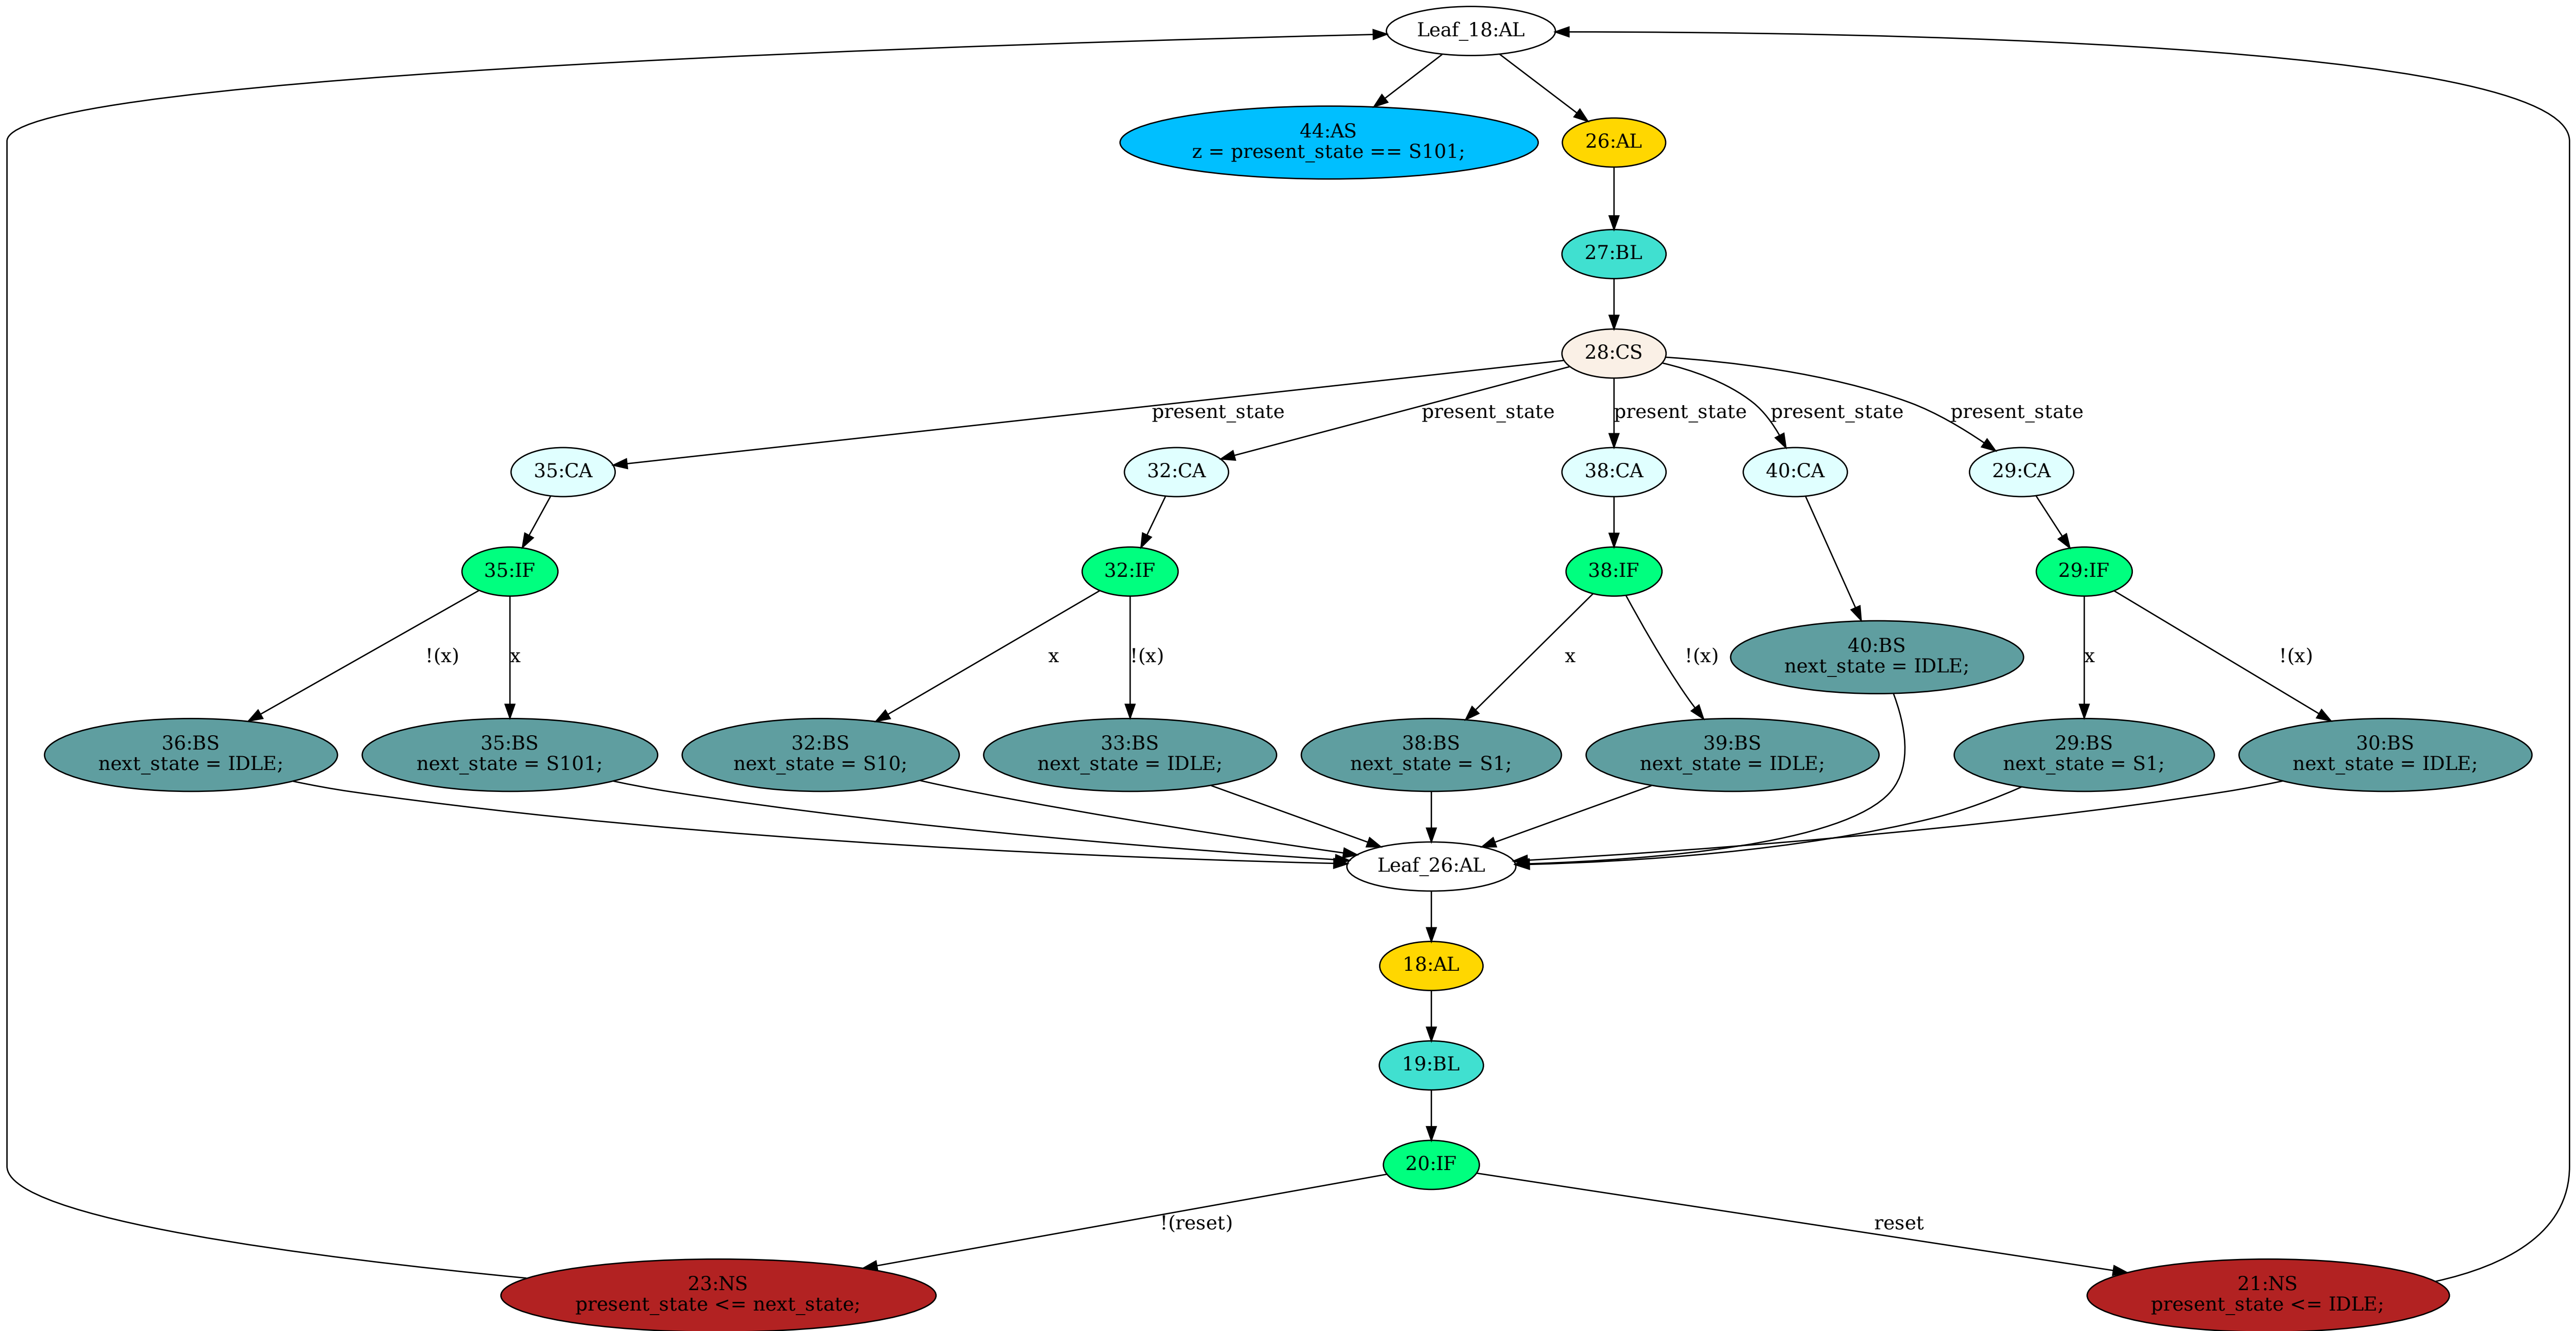 Leaf_18:AL
44:AS
z = present_state == S101;
26:AL
27:BL
28:CS
present_state
present_state
present_state
present_state
present_state
35:CA
32:CA
38:CA
40:CA
29:CA
35:IF
32:IF
38:IF
29:IF
!(x)
x
x
!(x)
x
!(x)
40:BS
next_state = IDLE;
x
!(x)
36:BS
next_state = IDLE;
35:BS
next_state = S101;
32:BS
next_state = S10;
33:BS
next_state = IDLE;
38:BS
next_state = S1;
39:BS
next_state = IDLE;
29:BS
next_state = S1;
30:BS
next_state = IDLE;
Leaf_26:AL
18:AL
19:BL
20:IF
!(reset)
reset
23:NS
present_state <= next_state;
21:NS
present_state <= IDLE;